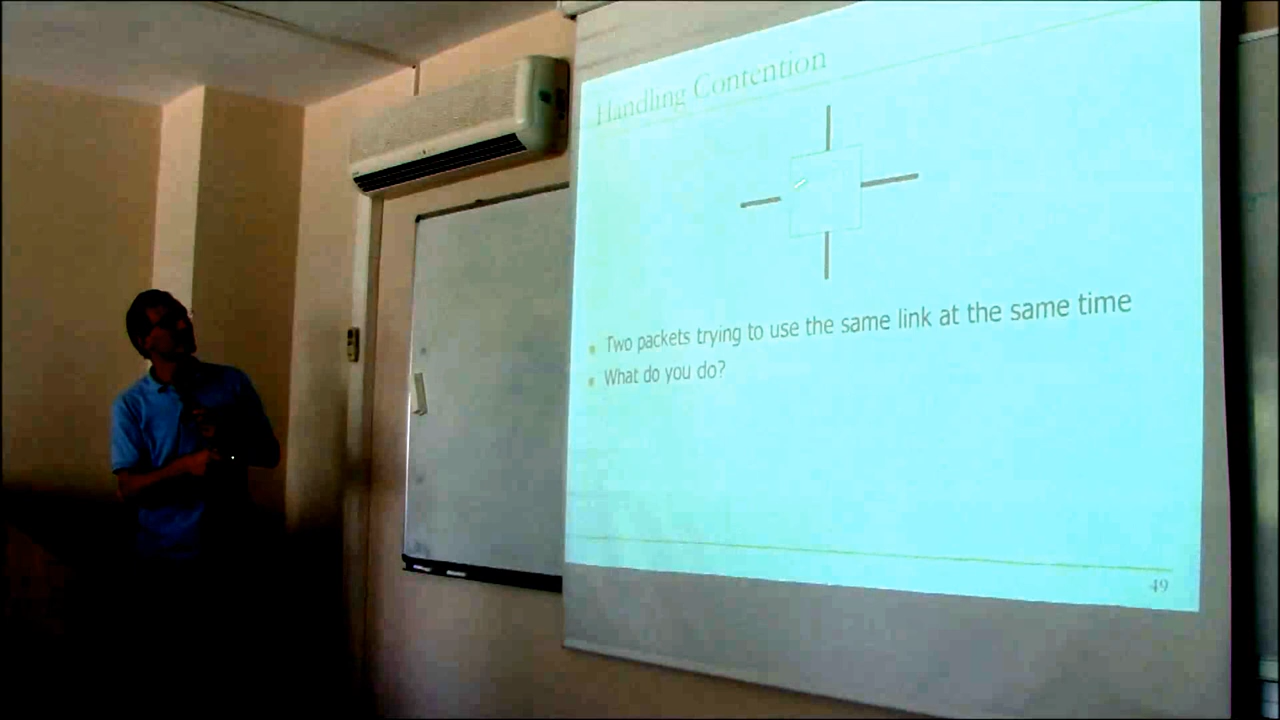 Handling Contention
Two packets trying to use the same link at the same time
What do you do?
49